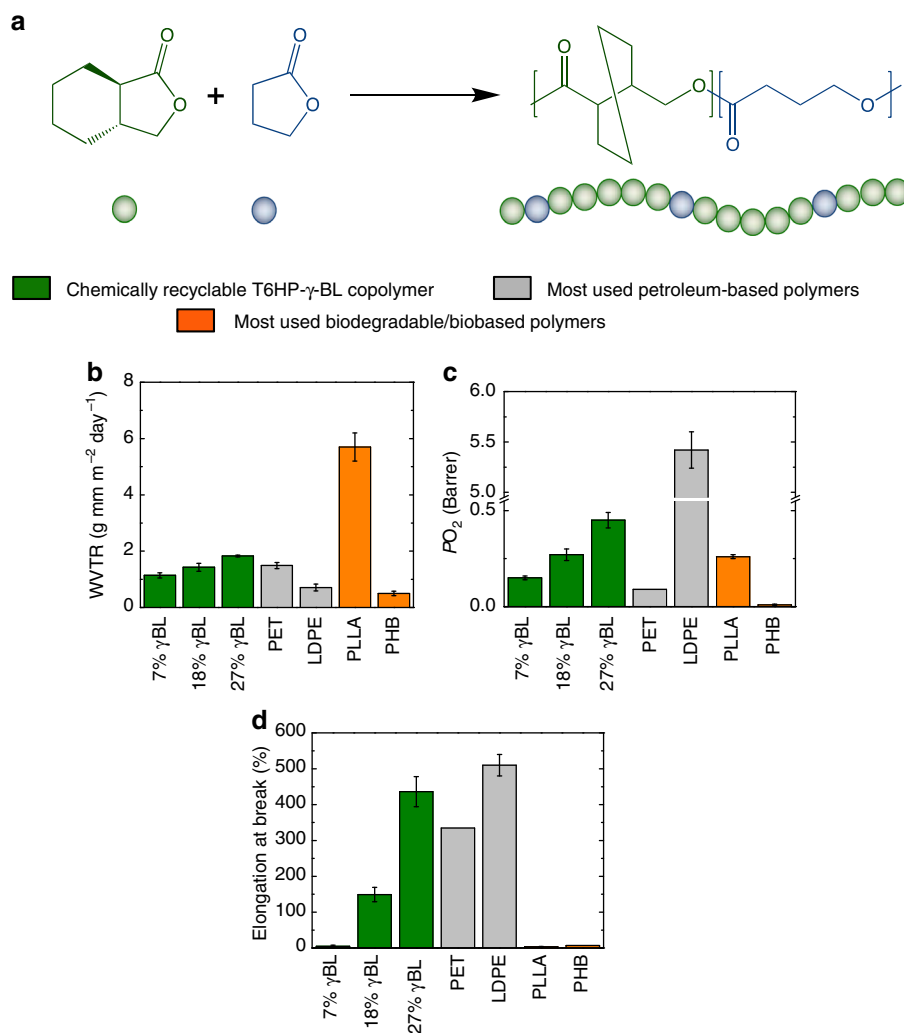 a
O
O
+
O
O
O
O
O
O
Chemically recyclable T6HP-γ-BL copolymer
Most used petroleum-based polymers
Most used biodegradable/biobased polymers
b
8
6
4
2
0
WVTR (g mm m⁻² day⁻¹)
7% γBL
18% γBL
27% γBL
PET
LDPE
PLLA
PHB
c
6.0
5.5
5.0
0.5
0.0
PO₂ (Barrer)
7% γBL
18% γBL
27% γBL
PET
LDPE
PLLA
PHB
d
600
500
400
300
200
100
0
Elongation at break (%)
7% γBL
18% γBL
27% γBL
PET
LDPE
PLLA
PHB